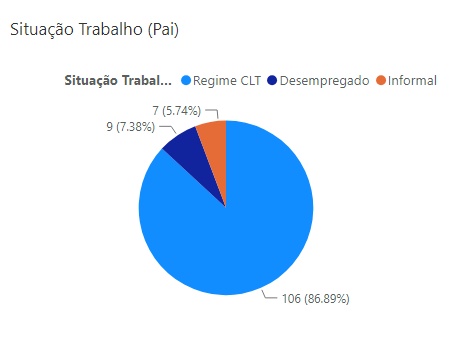 Situação Trabalho (Pai)
Situação Trabal... Regime CLT Desempregado Informal
7 (5.74%)
9 (7.38%)
106 (86.89%)